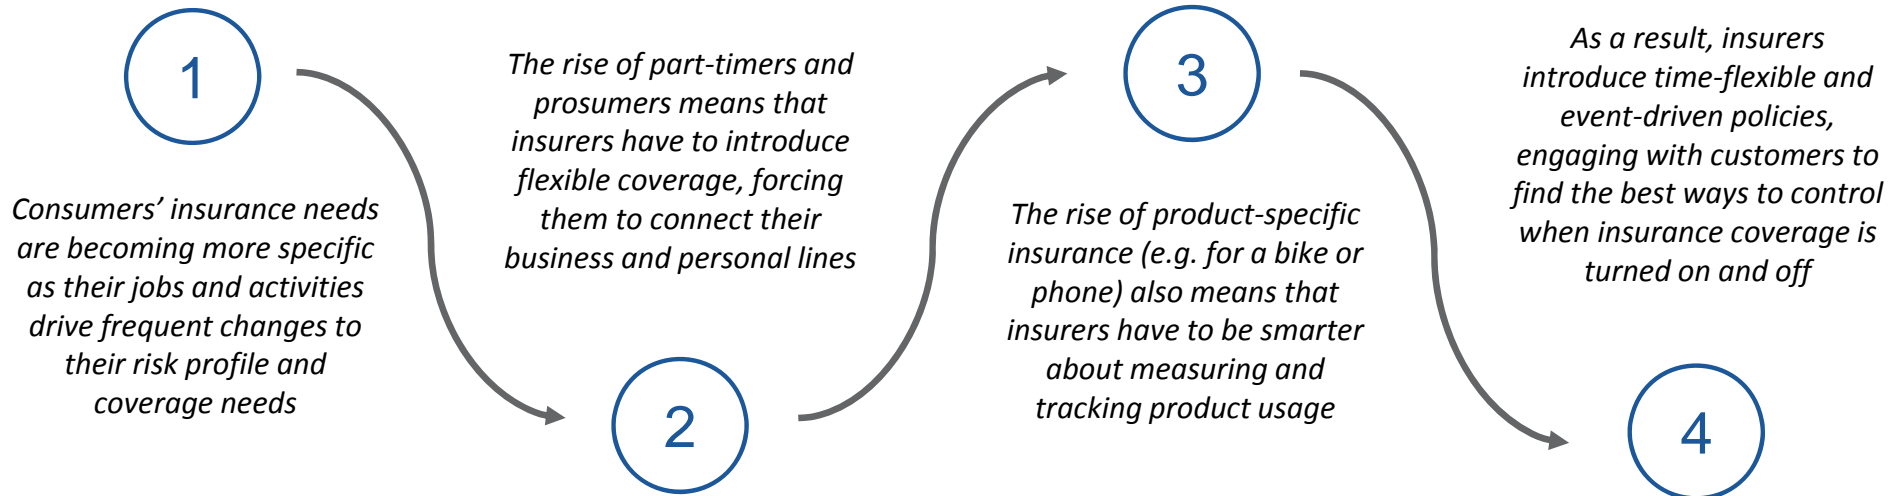 1
Consumers’ insurance needs
are becoming more specific
as their jobs and activities
drive frequent changes to
their risk profile and
coverage needs
The rise of part-timers and
prosumers means that
insurers have to introduce
flexible coverage, forcing
them to connect their
business and personal lines
2
3
The rise of product-specific
insurance (e.g. for a bike or
phone) also means that
insurers have to be smarter
about measuring and
tracking product usage
As a result, insurers
introduce time-flexible and
event-driven policies,
engaging with customers to
find the best ways to control
when insurance coverage is
turned on and off
4